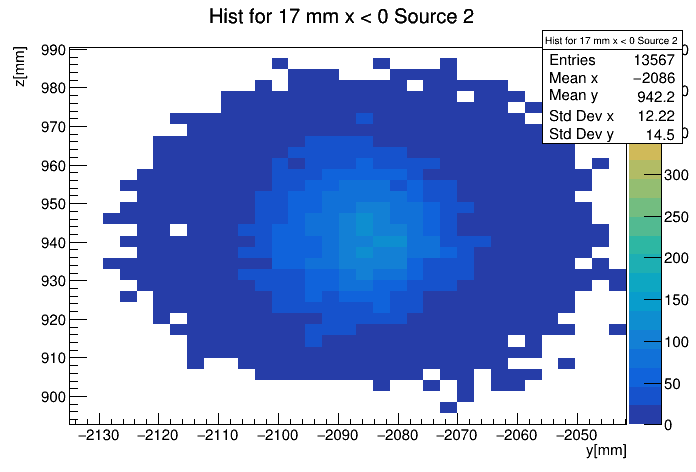 Hist for 17 mm x < 0 Source 2
Hist for 17 mm x < 0 Source 2
Entries 13567
Mean x −2086
Mean y 942.2
Std Dev x 12.22
Std Dev y 14.5
z[mm]
990
980
970
960
950
940
930
920
910
900
−2130 −2120 −2110 −2100 −2090 −2080 −2070 −2060 −2050
y[mm]
300
250
200
150
100
50
0